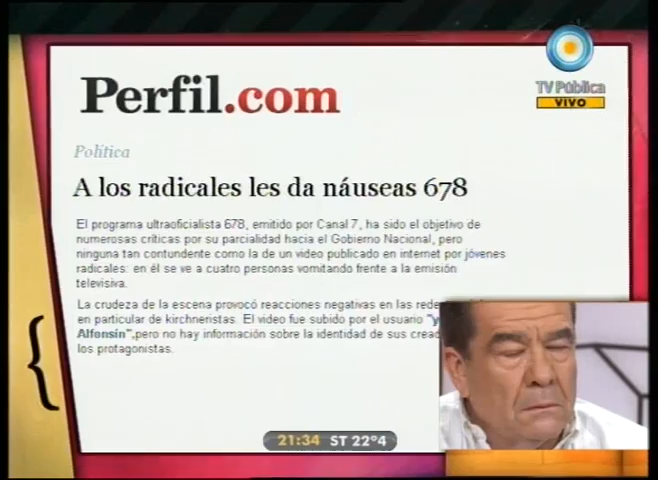 Perfil.com
TV Pública
VIVO
Política
A los radicales les da náuseas 678
El programa ultraoficialista 678, emitido por Canal 7, ha sido el objetivo de
numerosas críticas por su parcialidad hacia el Gobierno Nacional, pero
ninguna tan contundente como la de un video publicado en internet por jóvenes
radicales: en él se ve a cuatro personas vomitando frente a la emisión
televisiva.
La crudeza de la escena provocó reacciones negativas en las rede
en particular de kirchneristas. El video fue subido por el usuario "y
Alfonsín",pero no hay información sobre la identidad de sus cread
los protagonistas.
21:34 ST 22º4